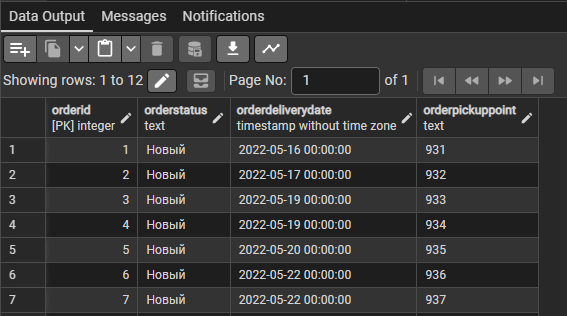 Data Output Messages Notifications
Showing rows: 1 to 12 Page No: 1 of 1
orderid orderstatus orderdeliverydate orderpickuppoint
[PK] integer text timestamp without time zone text
1 1 Новый 2022-05-16 00:00:00 931
2 2 Новый 2022-05-17 00:00:00 932
3 3 Новый 2022-05-19 00:00:00 933
4 4 Новый 2022-05-19 00:00:00 934
5 5 Новый 2022-05-20 00:00:00 935
6 6 Новый 2022-05-22 00:00:00 936
7 7 Новый 2022-05-22 00:00:00 937